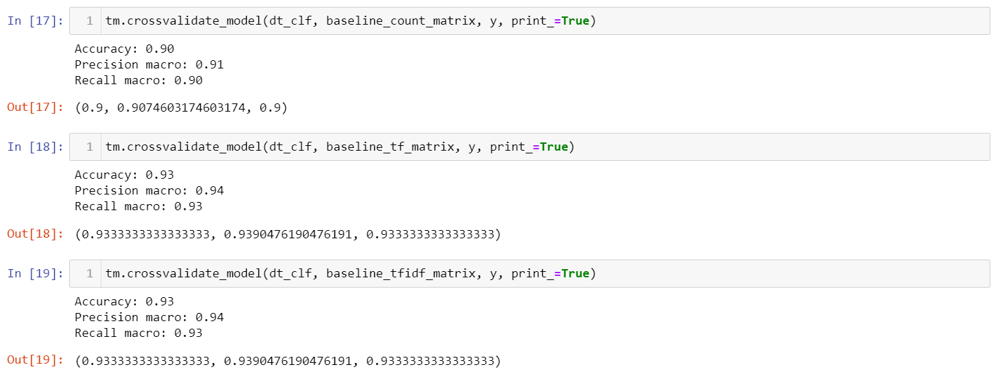 In [17]: 1 tm.crossvalidate_model(dt_clf, baseline_count_matrix, y, print_=True)
Accuracy: 0.90
Precision macro: 0.91
Recall macro: 0.90
Out[17]: (0.9, 0.9074603174603174, 0.9)
In [18]: 1 tm.crossvalidate_model(dt_clf, baseline_tf_matrix, y, print_=True)
Accuracy: 0.93
Precision macro: 0.94
Recall macro: 0.93
Out[18]: (0.9333333333333333, 0.9390476190476191, 0.9333333333333333)
In [19]: 1 tm.crossvalidate_model(dt_clf, baseline_tfidf_matrix, y, print_=True)
Accuracy: 0.93
Precision macro: 0.94
Recall macro: 0.93
Out[19]: (0.9333333333333333, 0.9390476190476191, 0.9333333333333333)